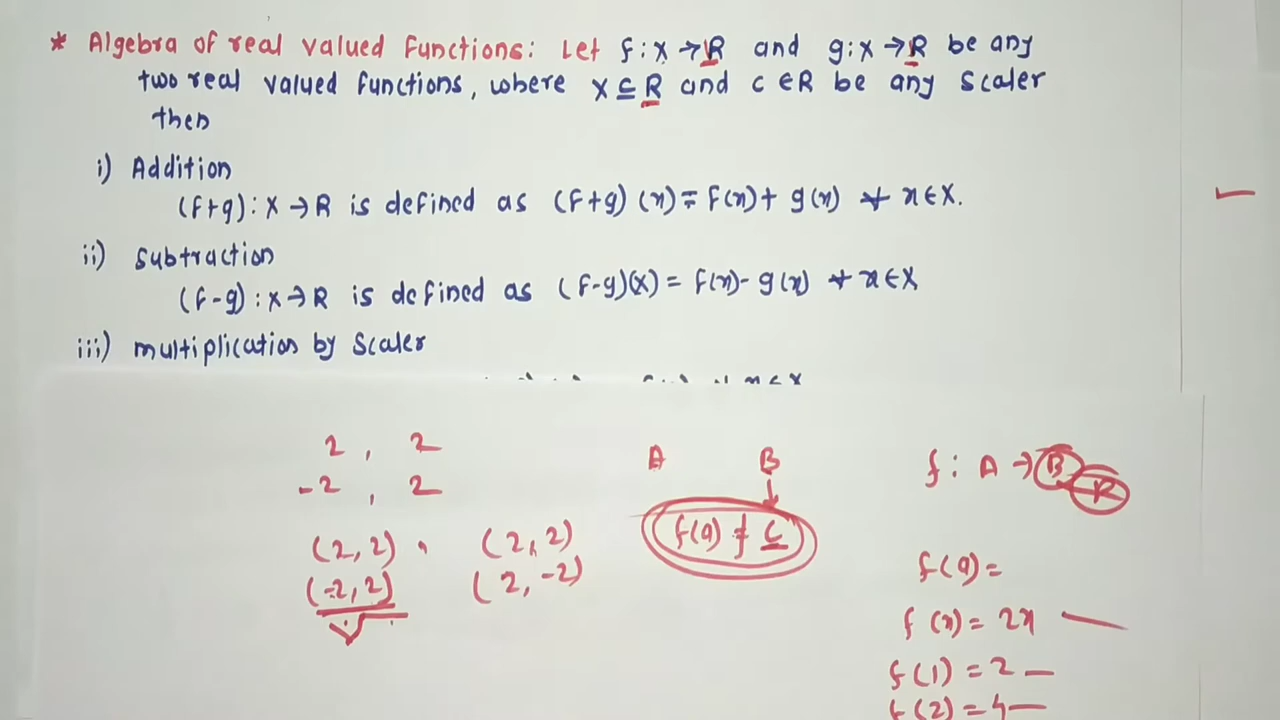 * Algebra of real valued Functions: Let f: X → R and g: X → R be any
two real valued functions, where X ⊆ R and C ∈ R be any Scaler
then
i) Addition
(f+g): X → R is defined as (f+g)(x) = f(x) + g(x) ∀ x ∈ X.
ii) subtraction
(f-g): X → R is defined as (f-g)(x) = f(x) - g(x) ∀ x ∈ X
iii) multiplication by Scaler
2, 2
-2, 2
(2, 2)
(-2, 2)
(2, 2)
(2, -2)
A B
f: A → B
R
f(a) =
f(x) = 2x
f(1) = 2
f(2) = 4